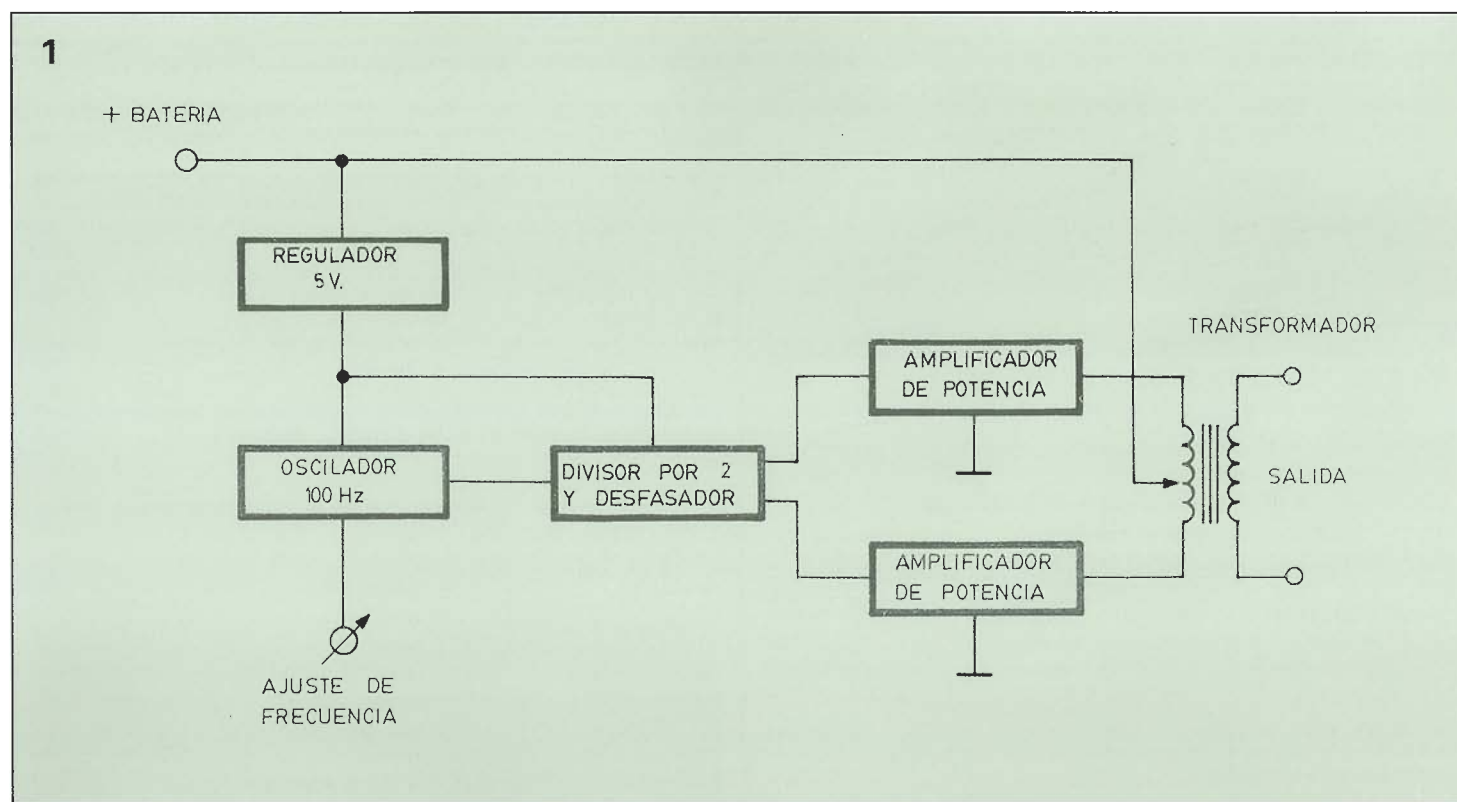 1
+ BATERIA
REGULADOR
5 V.
TRANSFORMADOR
AMPLIFICADOR
DE POTENCIA
OSCILADOR
100 Hz
DIVISOR POR 2
Y DESFASADOR
SALIDA
AMPLIFICADOR
DE POTENCIA
AJUSTE DE
FRECUENCIA